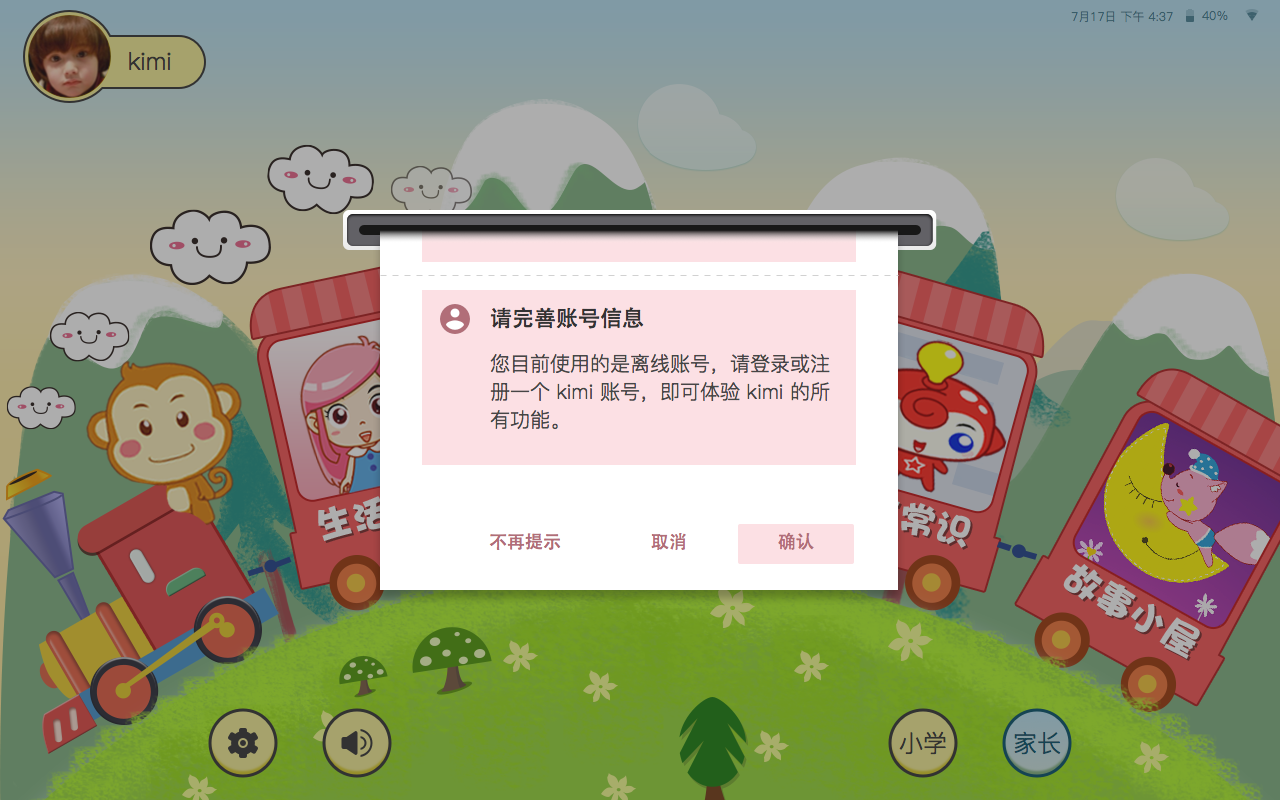 7月17日 下午 4:37 40%
kimi
请完善账号信息
您目前使用的是离线账号，请登录或注
册一个 kimi 账号，即可体验 kimi 的所
有功能。
不再提示 取消 确认
生活
常识
故事小屋
小学 家长